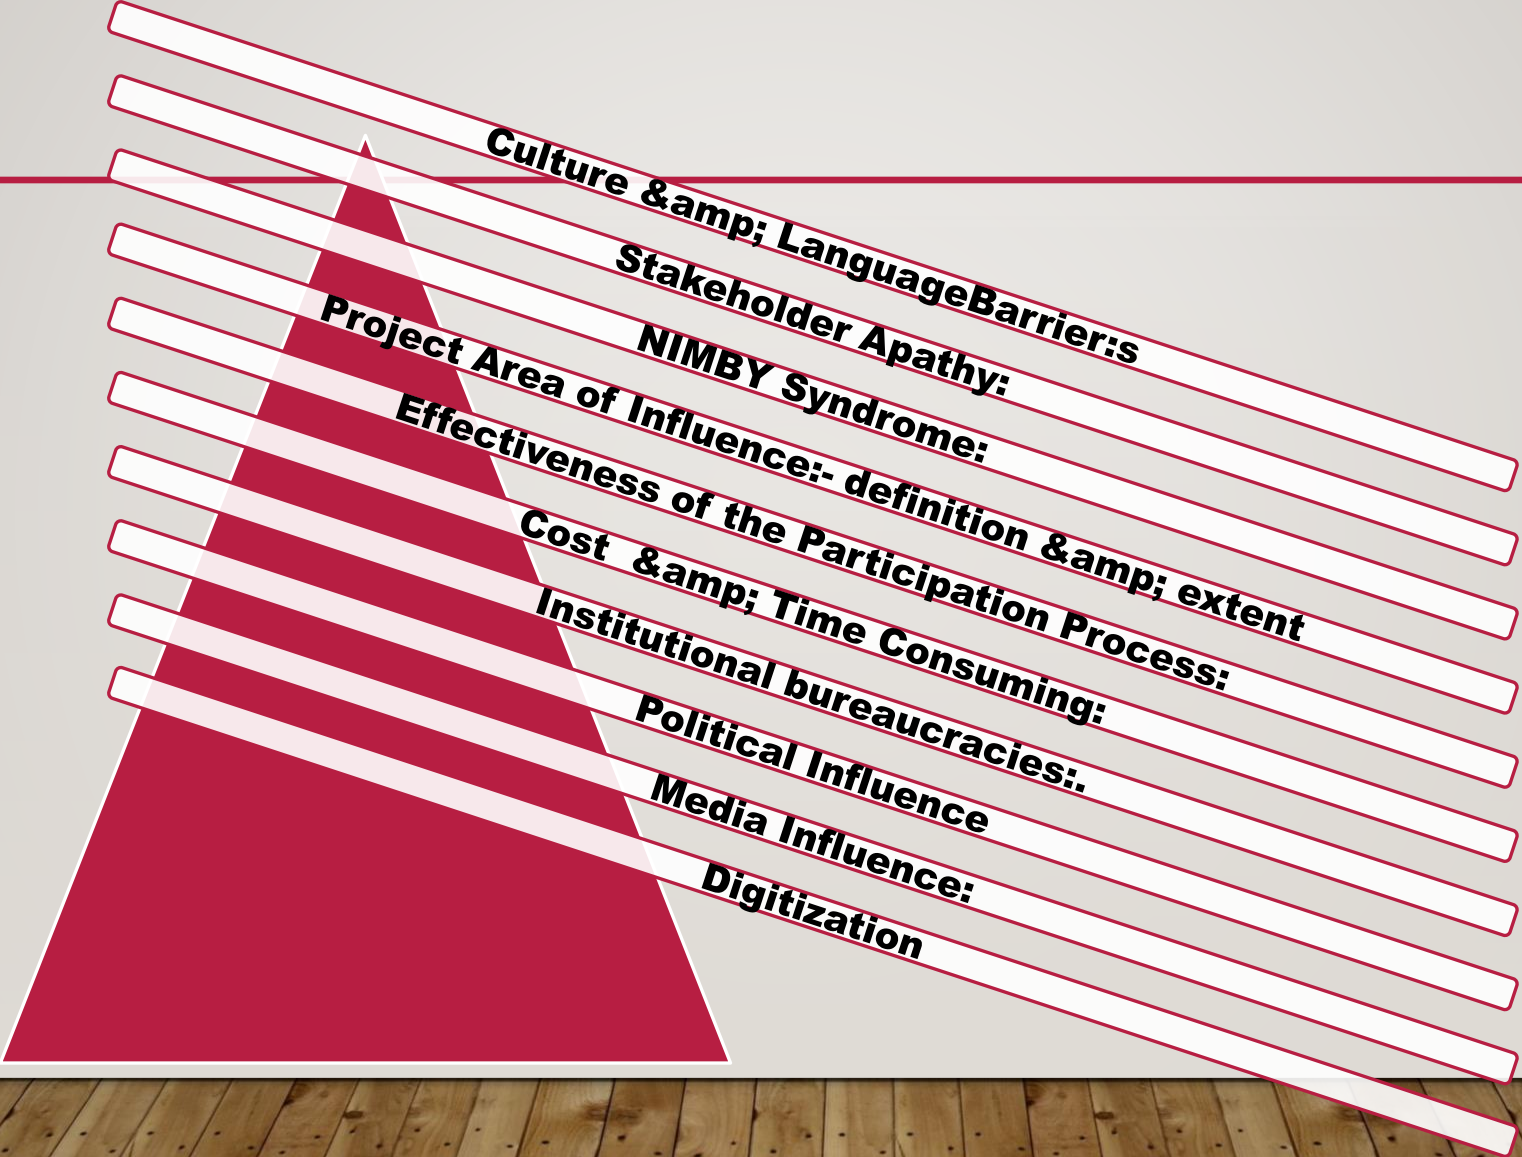 Culture &amp; LanguageBarrier:s
Stakeholder Apathy:
NIMBY Syndrome:
Project Area of Influence:- definition &amp; extent
Effectiveness of the Participation Process:
Cost  &amp; Time Consuming:
Institutional bureaucracies:.
Political Influence
Media Influence:
Digitization